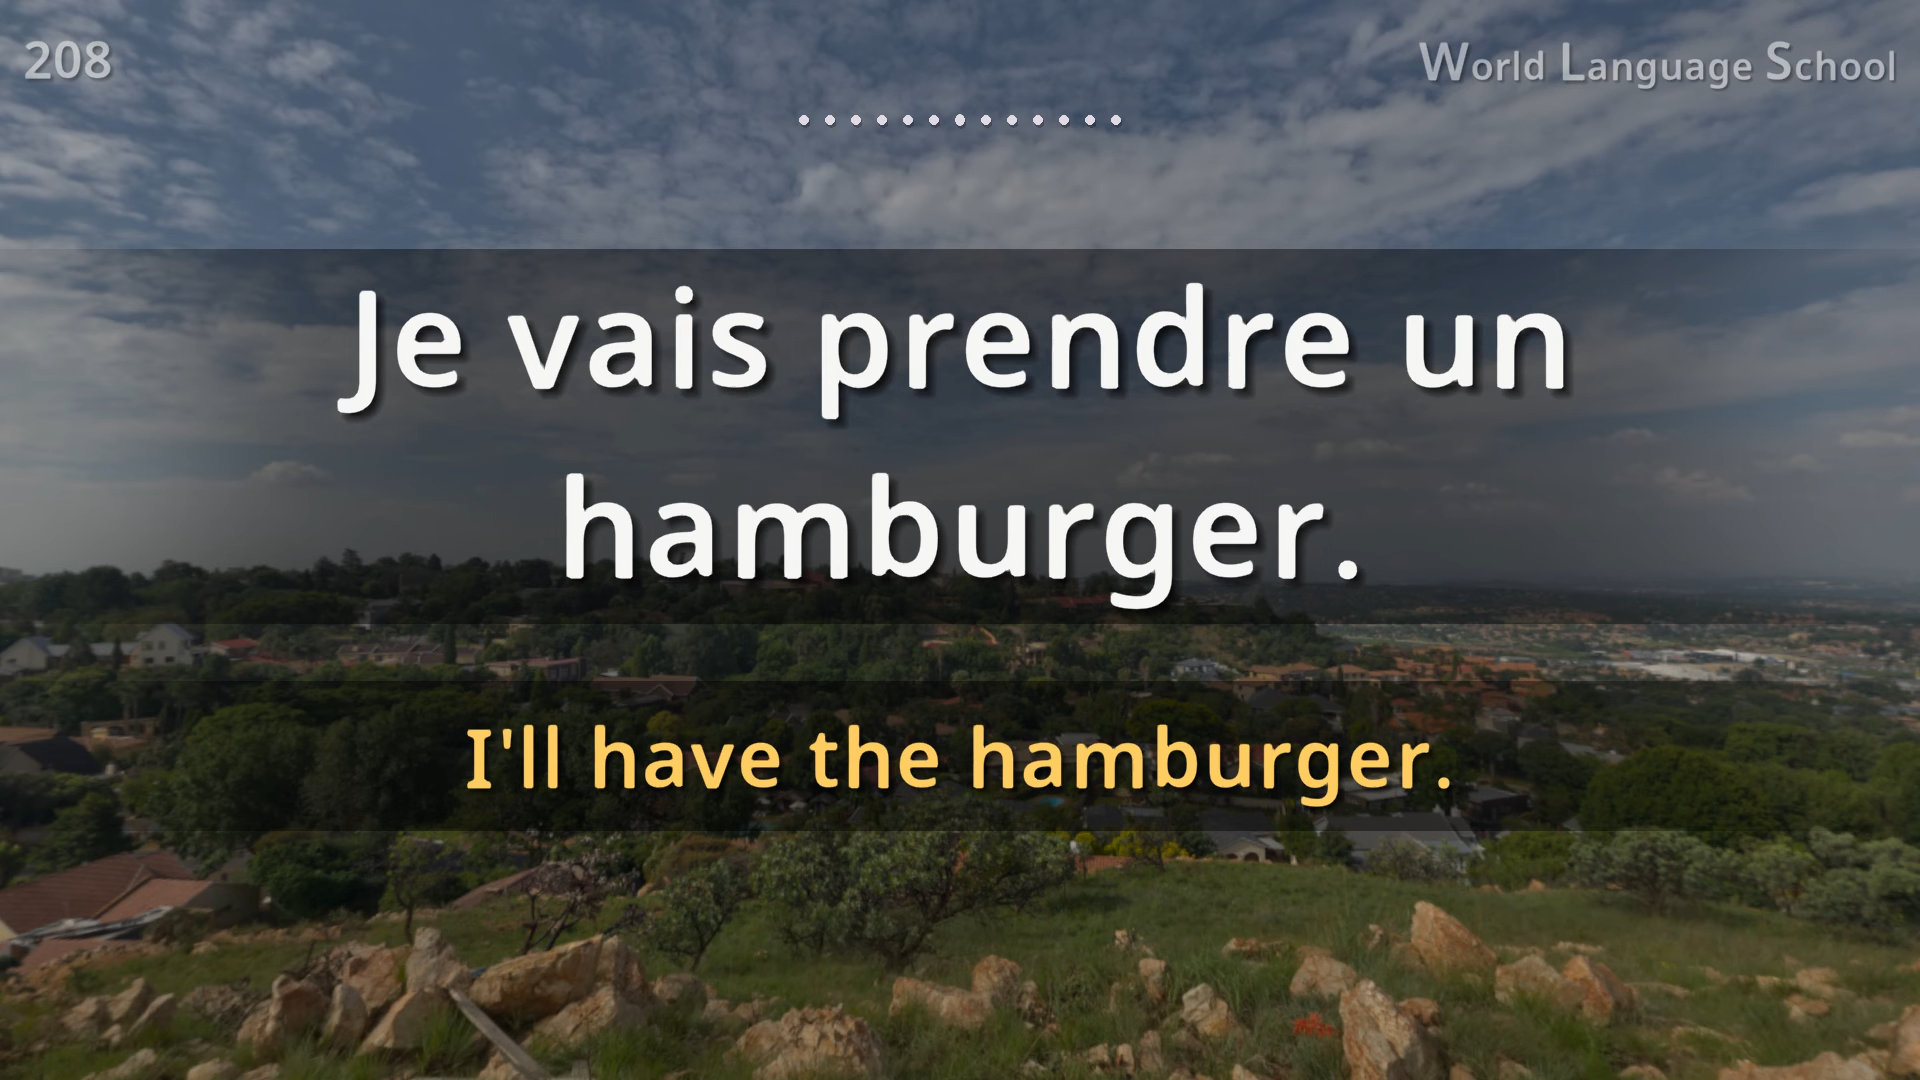 208
World Language School
Je vais prendre un
hamburger.
I'll have the hamburger.